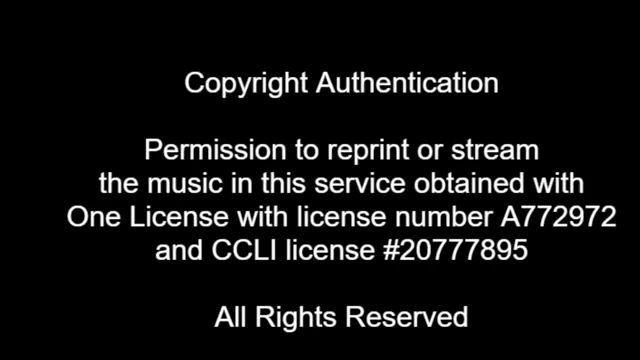 Copyright Authentication
Permission to reprint or stream
the music in this service obtained with
One License with license number A772972
and CCLI license #20777895
All Rights Reserved